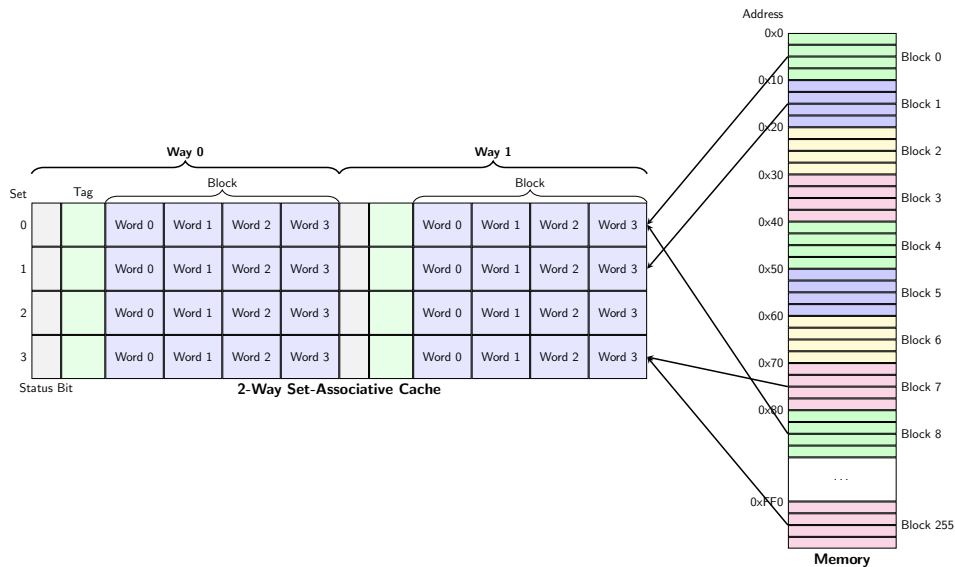 Address
0x0
Block 0
0x10
Block 1
0x20
Block 2
0x30
Block 3
0x40
Block 4
0x50
Block 5
0x60
Block 6
0x70
Block 7
0x80
Block 8
...
0xFF0
Block 255
Memory
Way 0 Way 1
Set Tag Block Block
0 Word 0 Word 1 Word 2 Word 3 Word 0 Word 1 Word 2 Word 3
1 Word 0 Word 1 Word 2 Word 3 Word 0 Word 1 Word 2 Word 3
2 Word 0 Word 1 Word 2 Word 3 Word 0 Word 1 Word 2 Word 3
3 Word 0 Word 1 Word 2 Word 3 Word 0 Word 1 Word 2 Word 3
Status Bit
2-Way Set-Associative Cache